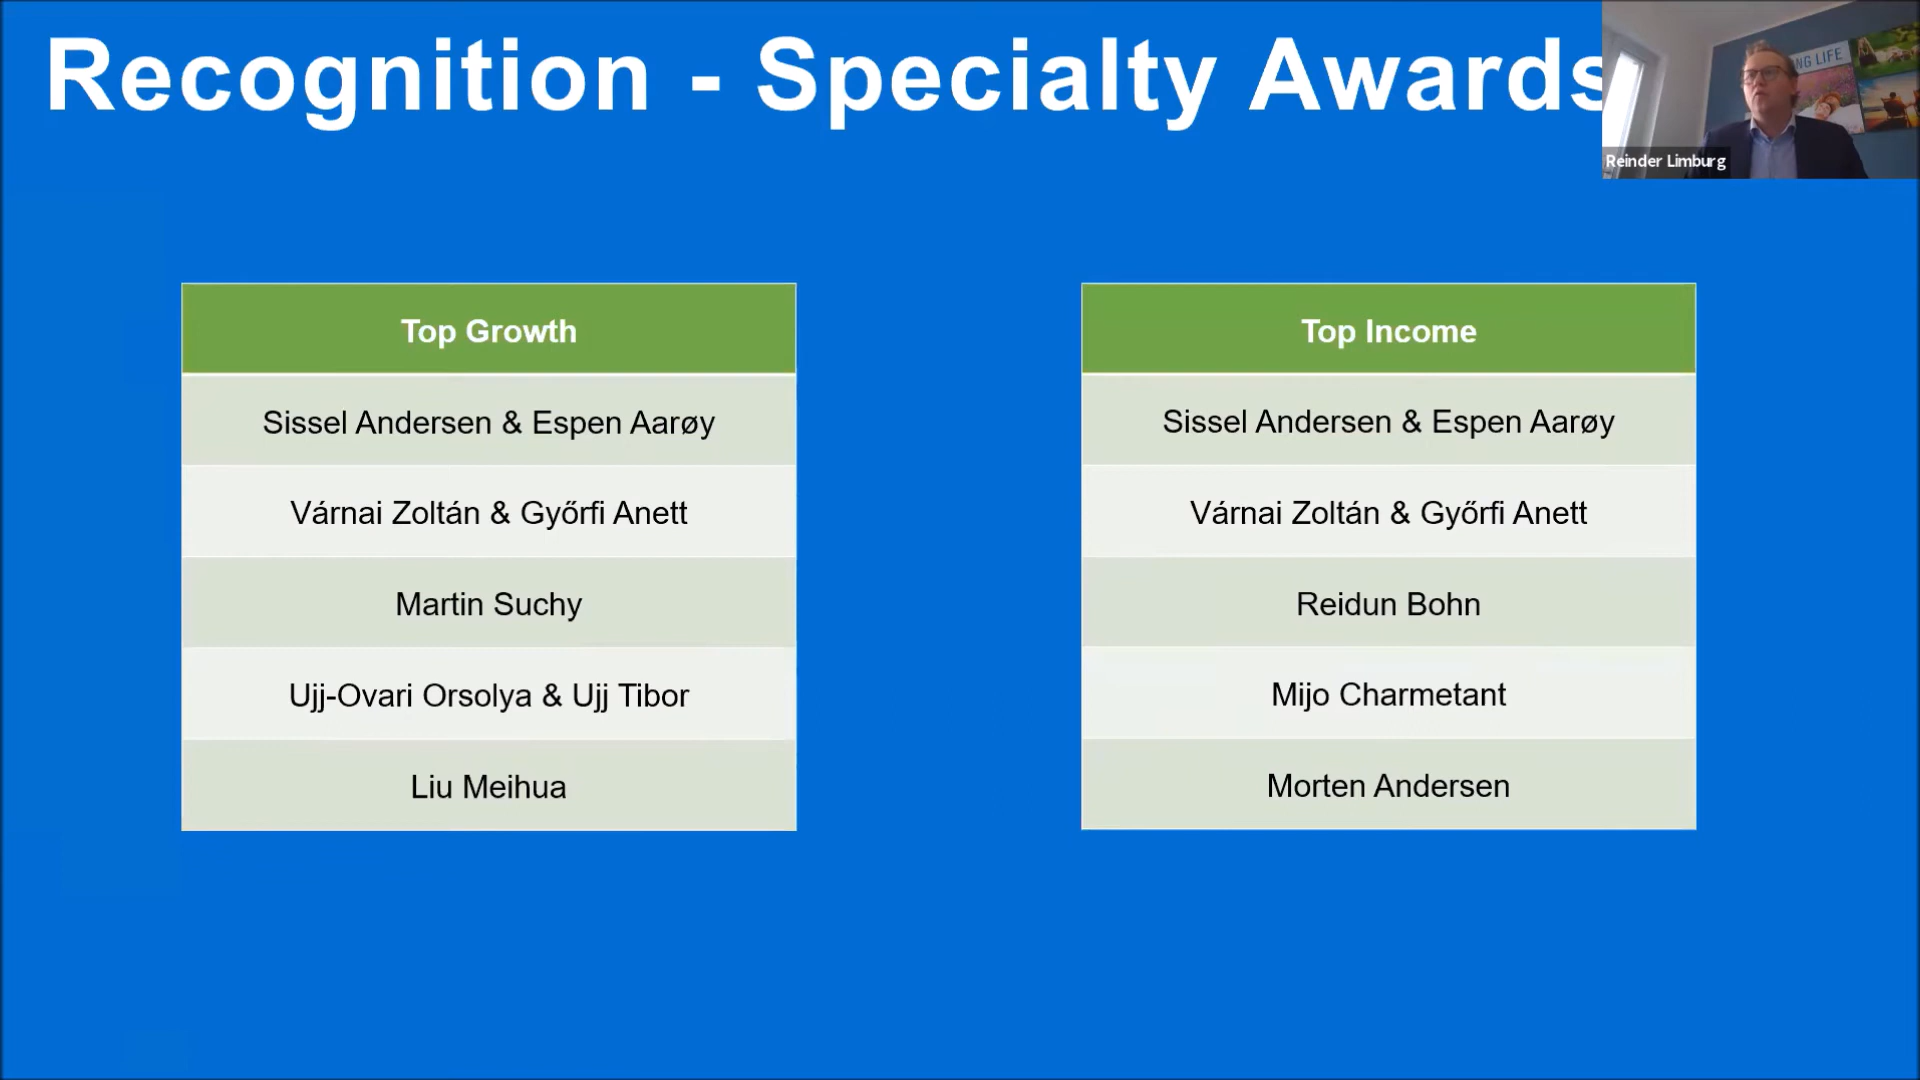 Recognition - Specialty Awards
NG LIFE
Reinder Limburg
Top Growth
Sissel Andersen & Espen Aarøy
Várnai Zoltán & Győrfi Anett
Martin Suchy
Ujj-Ovari Orsolya & Ujj Tibor
Liu Meihua
Top Income
Sissel Andersen & Espen Aarøy
Várnai Zoltán & Győrfi Anett
Reidun Bohn
Mijo Charmetant
Morten Andersen